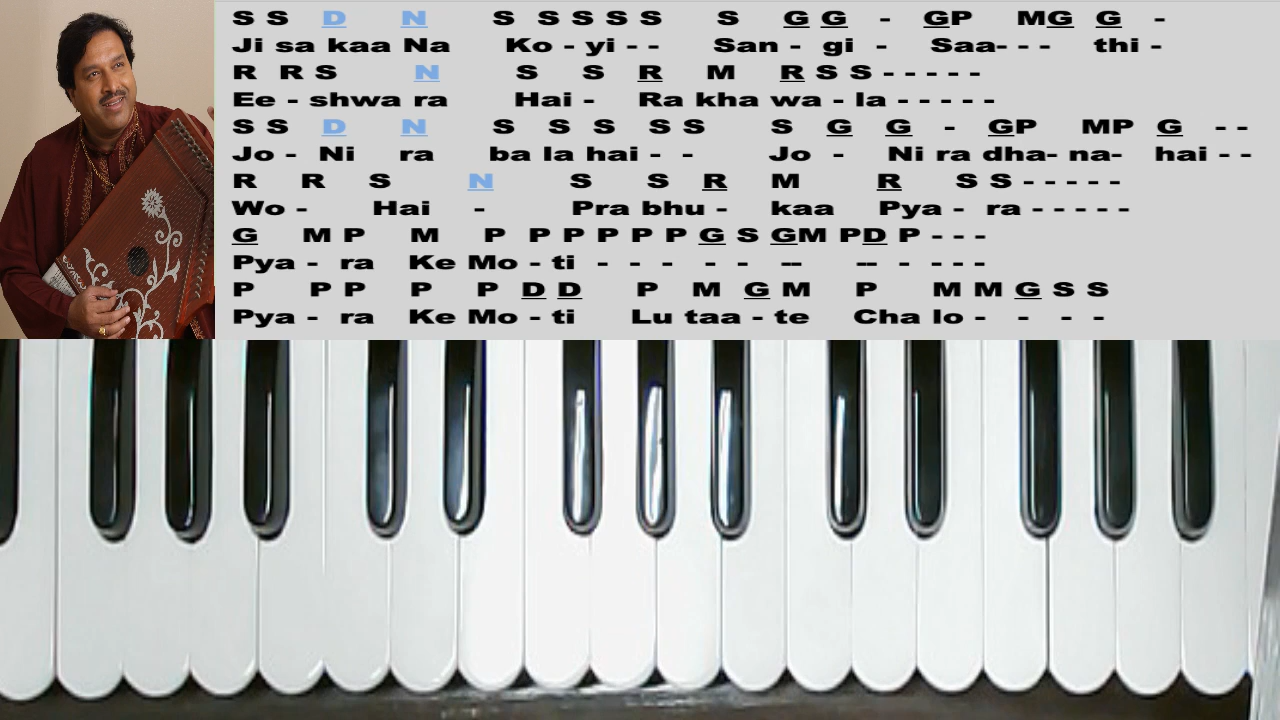 S S D N S S S S S S G G - GP MG G -
Ji sa kaa Na Ko - yi - - San - gi - Saa- - - thi -
R R S N S S R M R S S - - - - -
Ee - shwa ra Hai - Ra kha wa - la - - - - -
S S D N S S S S S S G G - GP MP G - -
Jo - Ni ra ba la hai - - Jo - Ni ra dha- na- hai - -
R R S N S S R M R S S - - - - -
Wo - Hai - Pra bhu - kaa Pya - ra - - - - -
G M P M P P P P P P G S GM PD P - - -
Pya - ra Ke Mo - ti - - - - - -- -- - - - -
P P P P P D D P M G M P M M G S S
Pya - ra Ke Mo - ti Lu taa - te Cha lo - - - -